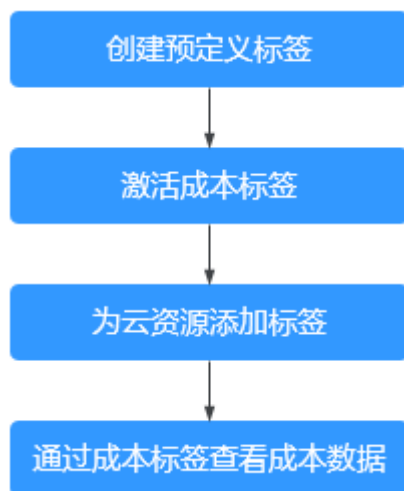 创建预定义标签
激活成本标签
为云资源添加标签
通过成本标签查看成本数据